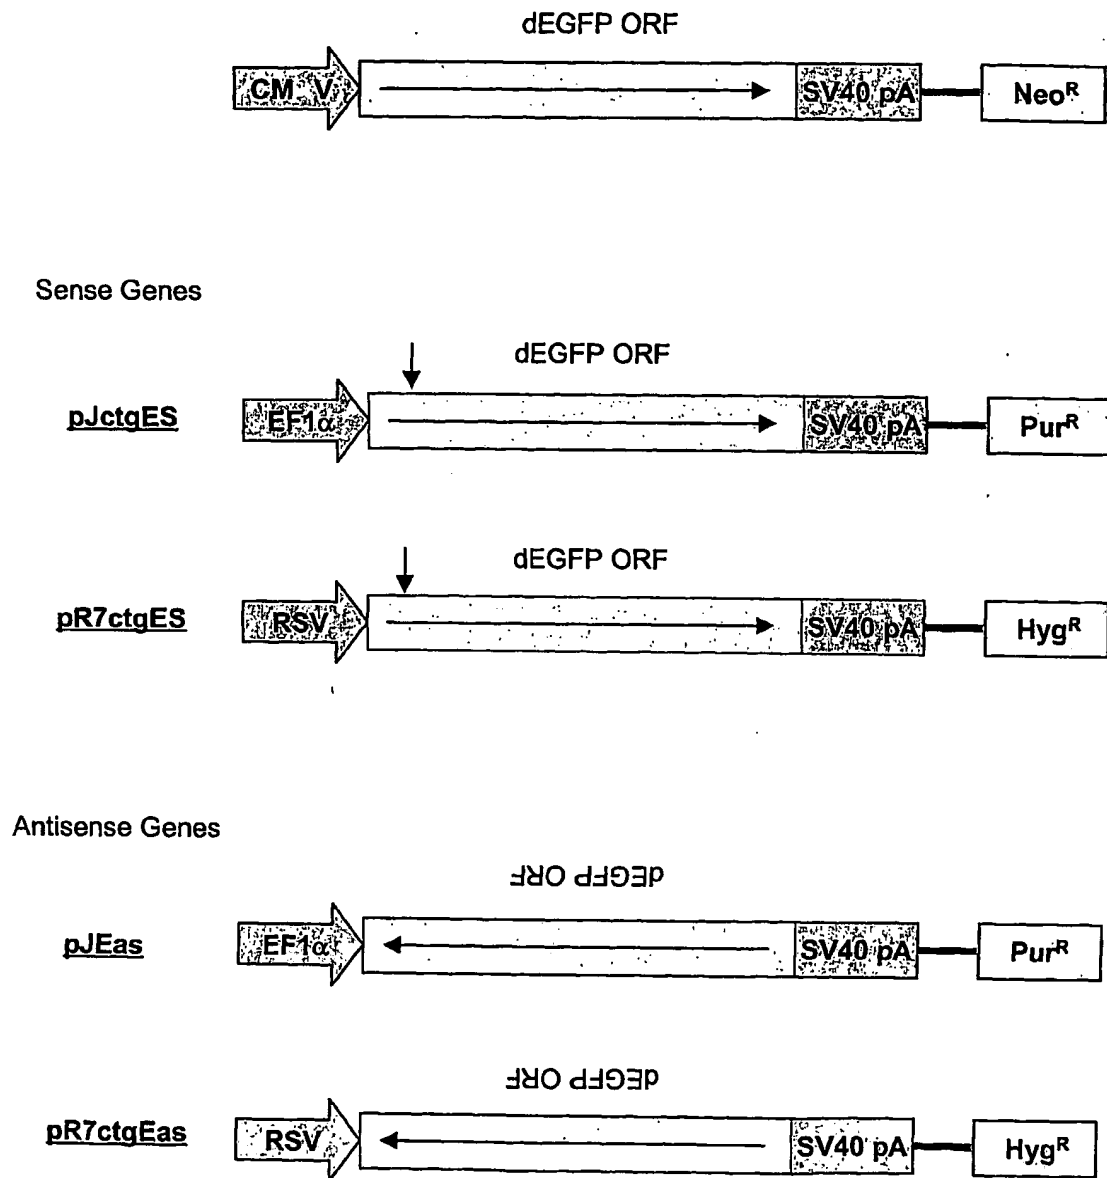 dEGFP ORF
CM V SV40 pA Neo^R
Sense Genes
dEGFP ORF
pJctgES EF1α SV40 pA Pur^R
dEGFP ORF
pR7ctgES RSV SV40 pA Hyg^R
Antisense Genes
dEGFP ORF
pJEas EF1α SV40 pA Pur^R
dEGFP ORF
pR7ctgEas RSV SV40 pA Hyg^R